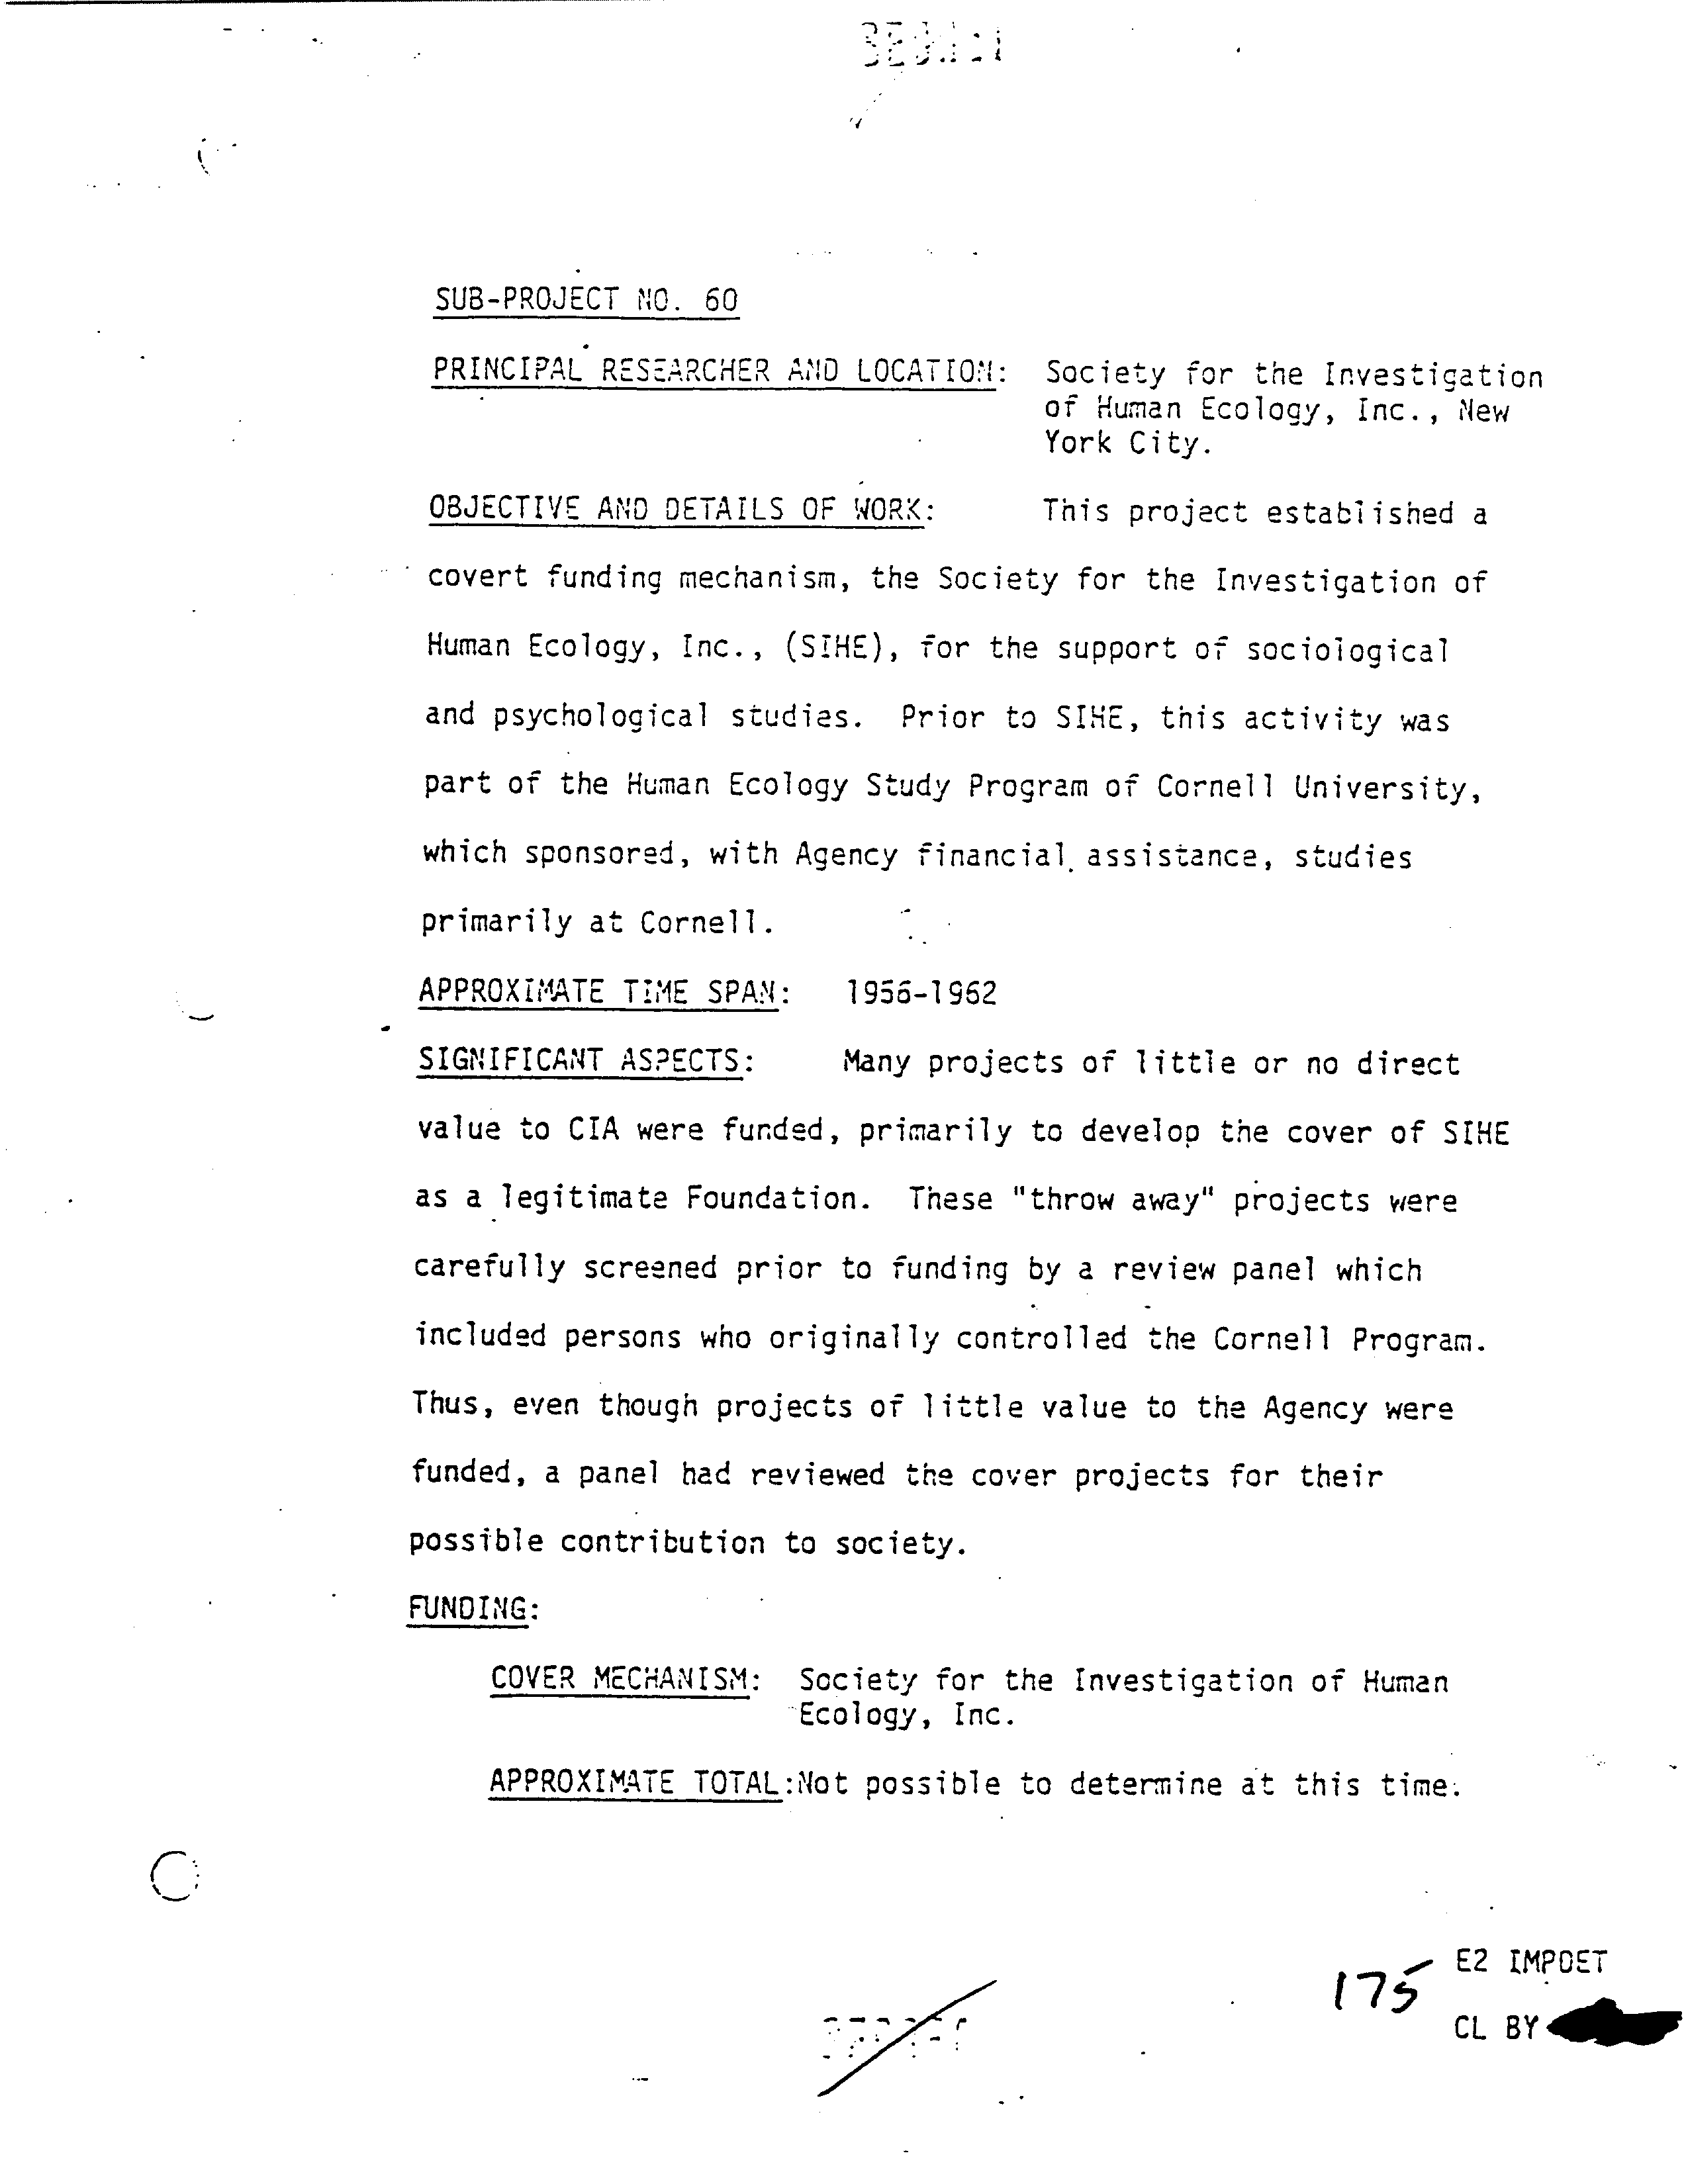 SUB-PROJECT NO. 60
PRINCIPAL RESEARCHER AND LOCATION: Society for the Investigation
of Human Ecology, Inc., New
York City.
OBJECTIVE AND DETAILS OF WORK: This project established a
covert funding mechanism, the Society for the Investigation of
Human Ecology, Inc., (SIHE), for the support of sociological
and psychological studies. Prior to SIHE, this activity was
part of the Human Ecology Study Program of Cornell University,
which sponsored, with Agency financial assistance, studies
primarily at Cornell.
APPROXIMATE TIME SPAN: 1956-1962
SIGNIFICANT ASPECTS: Many projects of little or no direct
value to CIA were funded, primarily to develop the cover of SIHE
as a legitimate Foundation. These "throw away" projects were
carefully screened prior to funding by a review panel which
included persons who originally controlled the Cornell Program.
Thus, even though projects of little value to the Agency were
funded, a panel had reviewed the cover projects for their
possible contribution to society.
FUNDING:
COVER MECHANISM: Society for the Investigation of Human
Ecology, Inc.
APPROXIMATE TOTAL: Not possible to determine at this time.
175
E2 IMPDET
CL BY